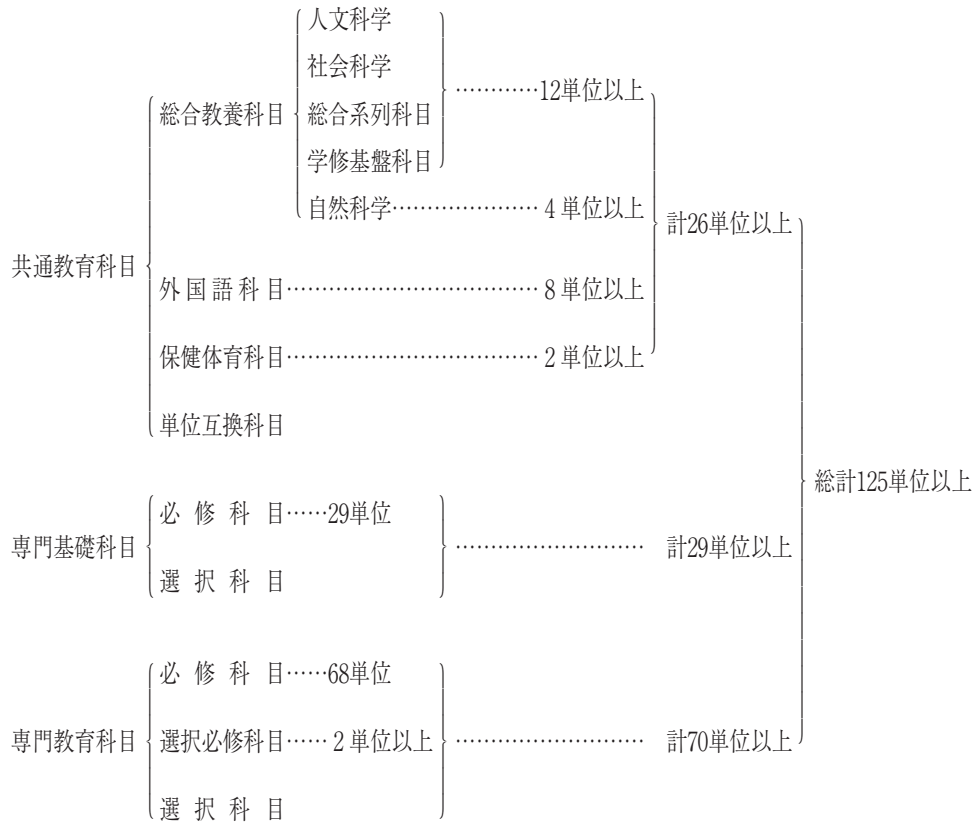 人文科学
社会科学
…………12単位以上
総合教養科目 総合系列科目
学修基盤科目
自然科学…………………4単位以上
計26単位以上
共通教育科目
外国語科目………………………………8単位以上
保健体育科目………………………………2単位以上
単位互換科目
総計125単位以上
必修科目……29単位
専門基礎科目 ……………………… 計29単位以上
選択科目
必修科目……68単位
専門教育科目 選択必修科目……2単位以上 ……………………… 計70単位以上
選択科目